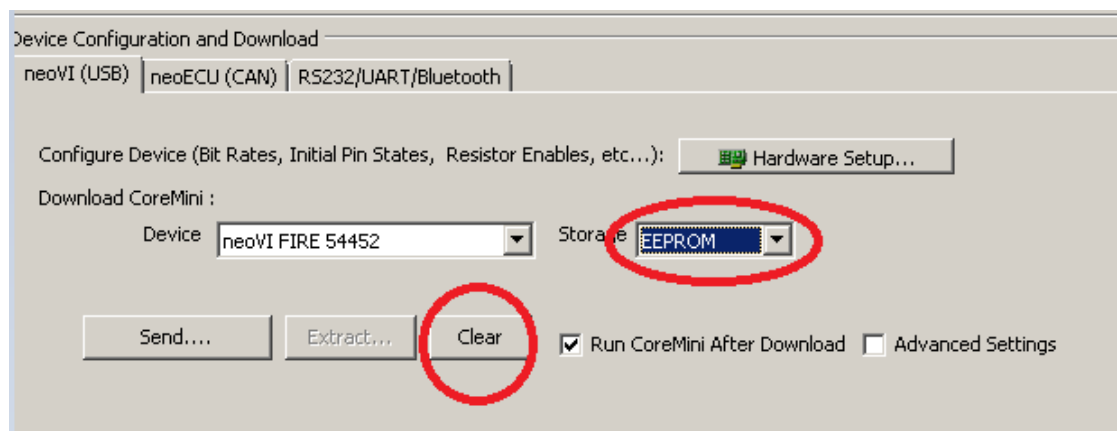 Device Configuration and Download
neoVI (USB) neoECU (CAN) RS232/UART/Bluetooth
Configure Device (Bit Rates, Initial Pin States, Resistor Enables, etc...): Hardware Setup...
Download CoreMini :
Device neoVI FIRE 54452 Storage EEPROM
Send.... Extract... Clear Run CoreMini After Download Advanced Settings